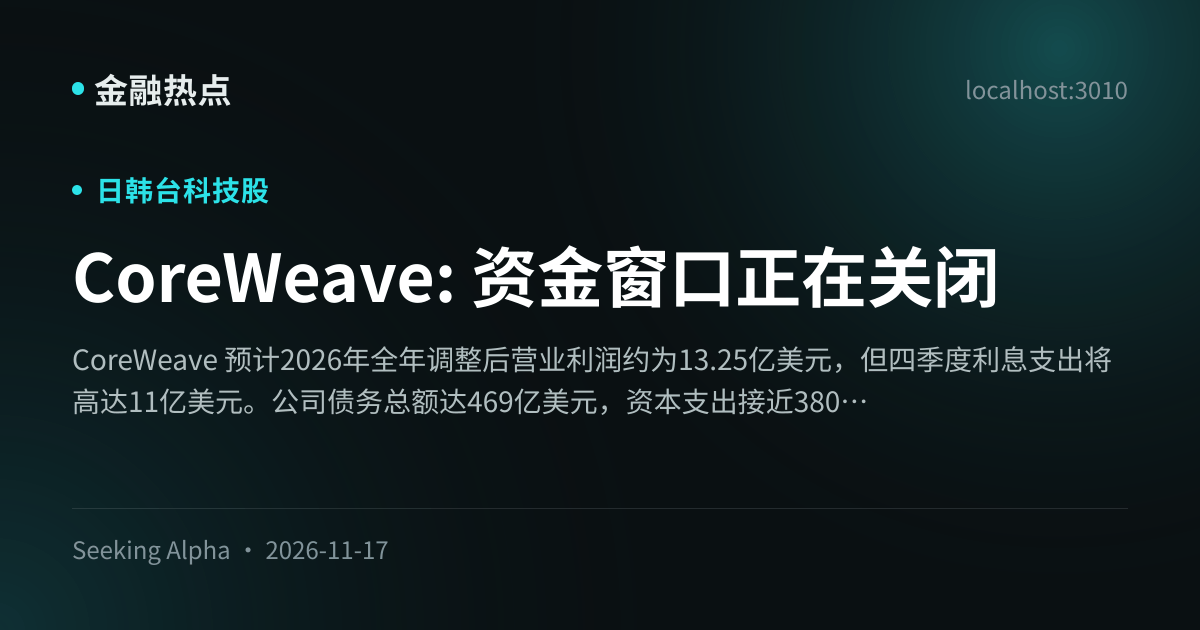 金融热点
localhost:3010
日韩台科技股
CoreWeave: 资金窗口正在关闭
CoreWeave 预计2026年全年调整后营业利润约为13.25亿美元，但四季度利息支出将
高达11亿美元。公司债务总额达469亿美元，资本支出接近380…
Seeking Alpha · 2026-11-17